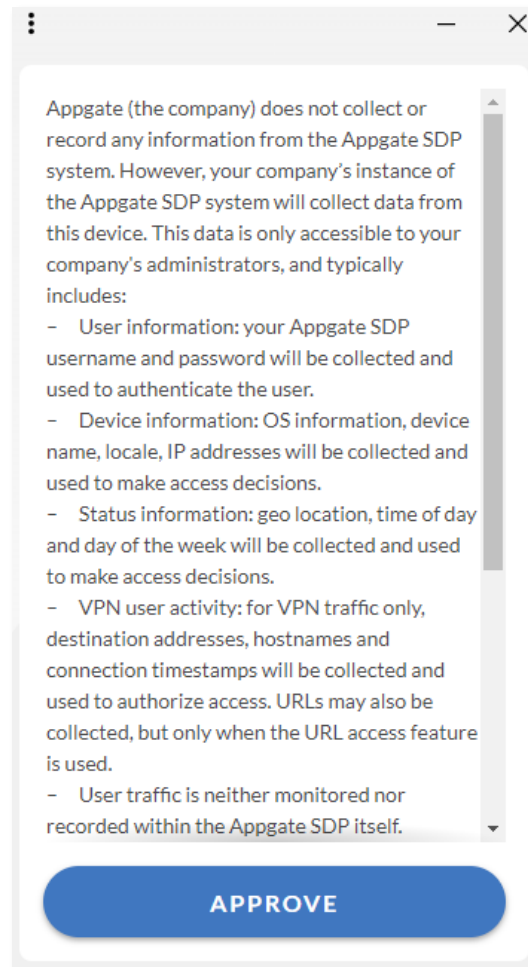 Appgate (the company) does not collect or
record any information from the Appgate SDP
system. However, your company's instance of
the Appgate SDP system will collect data from
this device. This data is only accessible to your
company's administrators, and typically
includes:
– User information: your Appgate SDP
username and password will be collected and
used to authenticate the user.
– Device information: OS information, device
name, locale, IP addresses will be collected and
used to make access decisions.
– Status information: geo location, time of day
and day of the week will be collected and used
to make access decisions.
– VPN user activity: for VPN traffic only,
destination addresses, hostnames and
connection timestamps will be collected and
used to authorize access. URLs may also be
collected, but only when the URL access feature
is used.
– User traffic is neither monitored nor
recorded within the Appgate SDP itself.
APPROVE